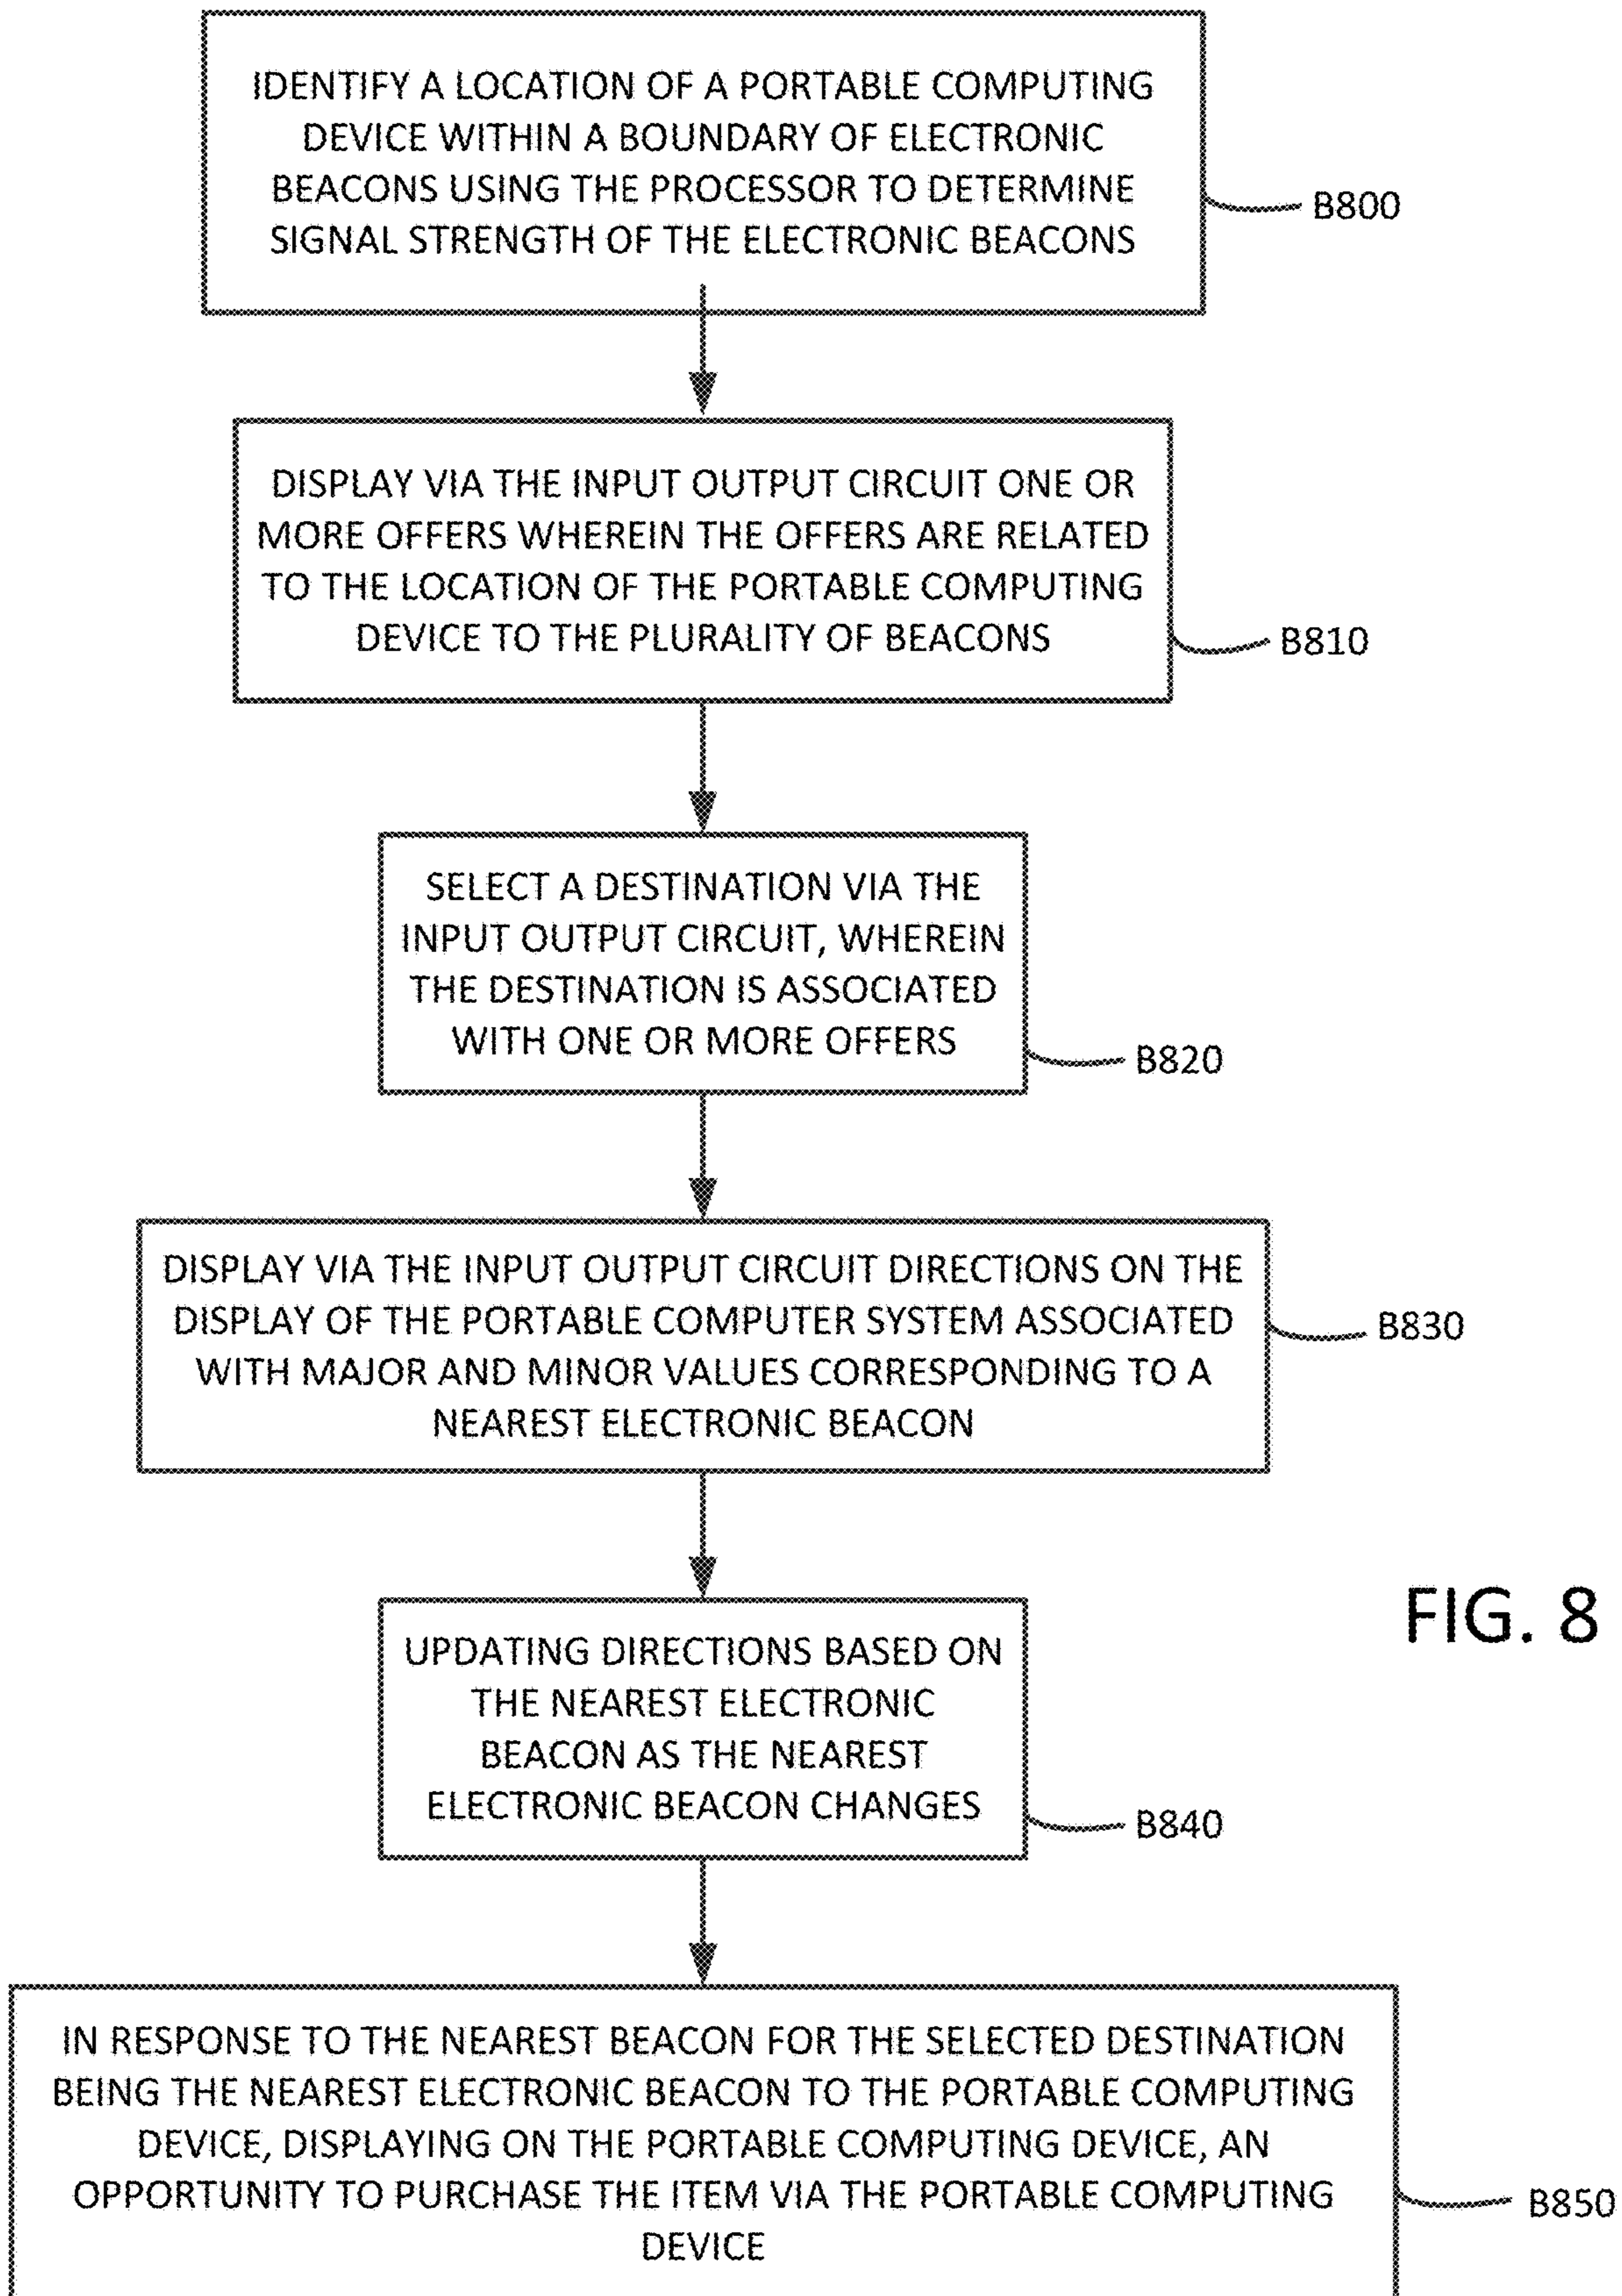 IDENTIFY A LOCATION OF A PORTABLE COMPUTING
DEVICE WITHIN A BOUNDARY OF ELECTRONIC
BEACONS USING THE PROCESSOR TO DETERMINE
SIGNAL STRENGTH OF THE ELECTRONIC BEACONS
B800
DISPLAY VIA THE INPUT OUTPUT CIRCUIT ONE OR
MORE OFFERS WHEREIN THE OFFERS ARE RELATED
TO THE LOCATION OF THE PORTABLE COMPUTING
DEVICE TO THE PLURALITY OF BEACONS
B810
SELECT A DESTINATION VIA THE
INPUT OUTPUT CIRCUIT, WHEREIN
THE DESTINATION IS ASSOCIATED
WITH ONE OR MORE OFFERS
B820
DISPLAY VIA THE INPUT OUTPUT CIRCUIT DIRECTIONS ON THE
DISPLAY OF THE PORTABLE COMPUTER SYSTEM ASSOCIATED
WITH MAJOR AND MINOR VALUES CORRESPONDING TO A
NEAREST ELECTRONIC BEACON
B830
UPDATING DIRECTIONS BASED ON
THE NEAREST ELECTRONIC
BEACON AS THE NEAREST
ELECTRONIC BEACON CHANGES
B840
FIG. 8
IN RESPONSE TO THE NEAREST BEACON FOR THE SELECTED DESTINATION
BEING THE NEAREST ELECTRONIC BEACON TO THE PORTABLE COMPUTING
DEVICE, DISPLAYING ON THE PORTABLE COMPUTING DEVICE, AN
OPPORTUNITY TO PURCHASE THE ITEM VIA THE PORTABLE COMPUTING
DEVICE
B850